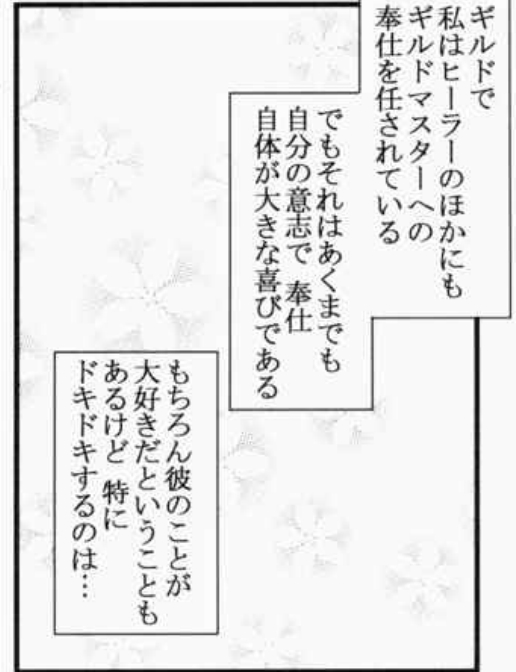 ギルドで
私はヒーラーのほかにも
ギルドマスターへの
奉仕を任されている
でもそれはあくまでも
自分の意志で 奉仕
自体が大きな喜びである
もちろん彼のことが
大好きだということも
あるけど 特に
ドキドキするのは…